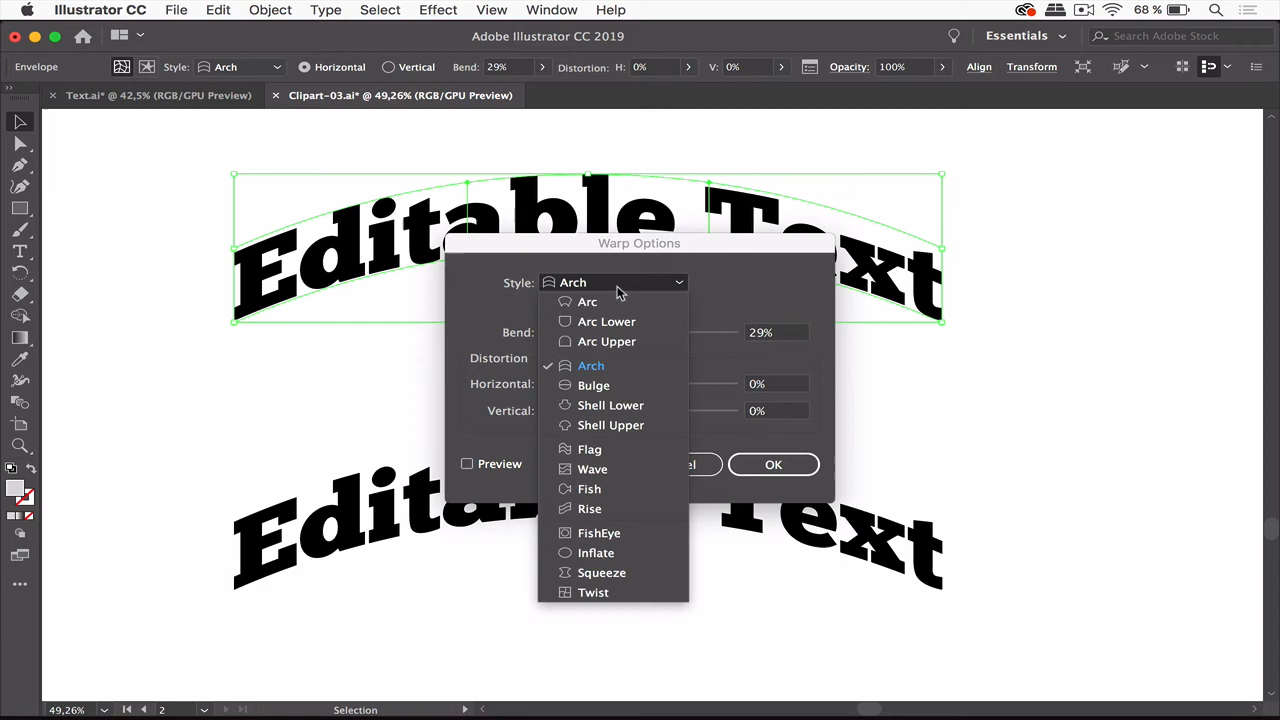 Illustrator CC File Edit Object Type Select Effect View Window Help 68 %
Adobe Illustrator CC 2019 Essentials Search Adobe Stock
Envelope Style: Arch Horizontal Vertical Bend: 29% Distortion: H: 0% V: 0% Opacity: 100% Align Transform
Text.ai* @ 42,5% (RGB/GPU Preview) Clipart-03.ai* @ 49,26% (RGB/GPU Preview)
Editable Text
Warp Options
Style: Arch
Arc
Arc Lower
Arc Upper
Bend: 29%
Distortion
Arch
Horizontal: 0%
Bulge
Vertical: 0%
Shell Lower
Shell Upper
Flag
Preview
Wave
OK
Fish
Rise
FishEye
Inflate
Squeeze
Twist
Text
49,26% 2 Selection